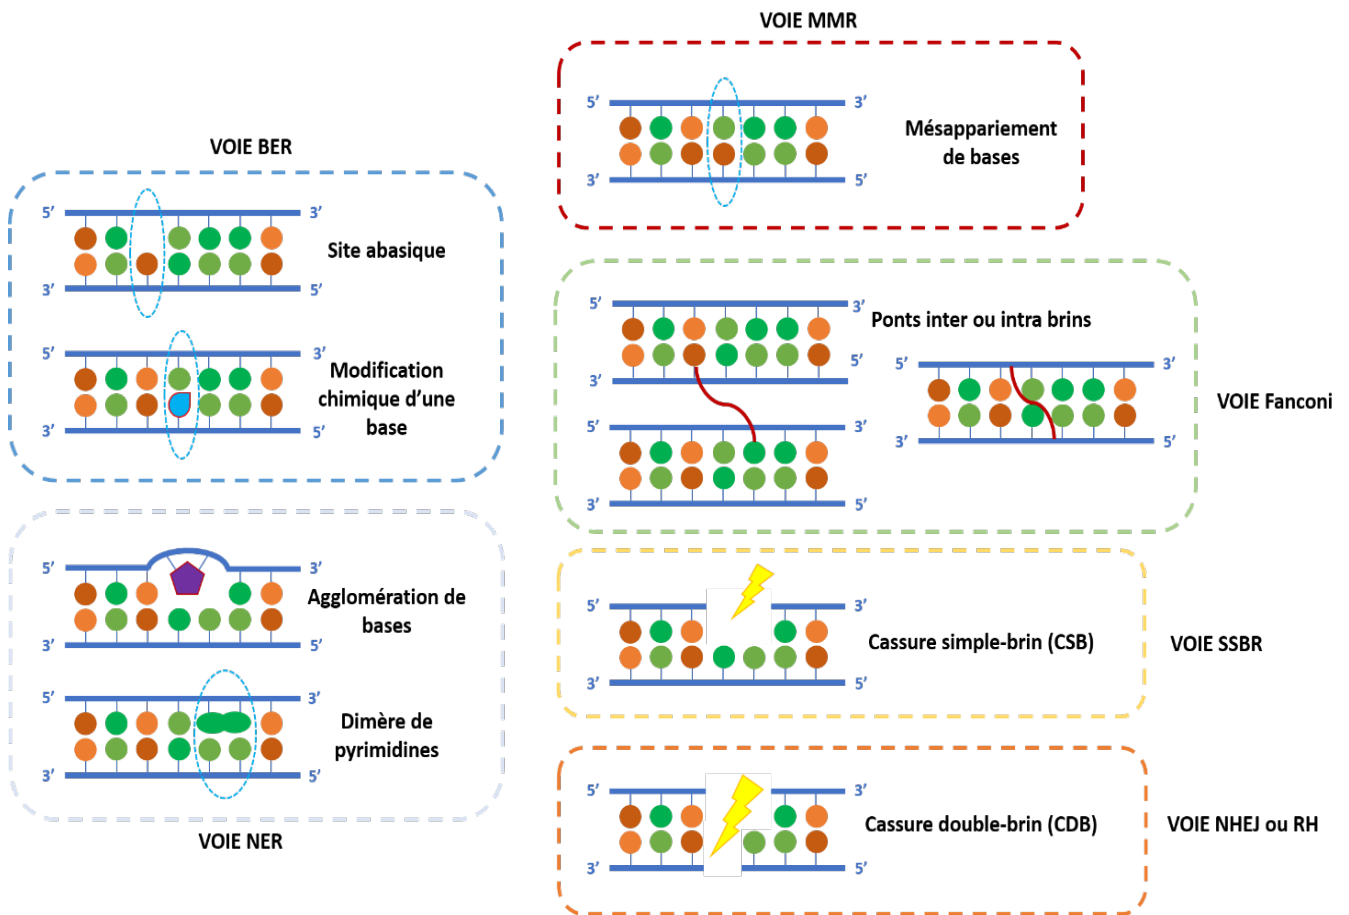 VOIE MMR
5’ 3’
Mésappariement
de bases
3’ 5’
VOIE BER
5’ 3’
Site abasique
3’ 5’
5’ 3’
Modification
chimique d’une
base
3’ 5’
5’ 3’
Ponts inter ou intra brins
5’
3’
3’
3’ 5’
5’ 3’
3’ 5’
VOIE Fanconi
5’ 3’
Agglomération de
bases
3’ 5’
5’ 3’
Dimère de
pyrimidines
3’ 5’
VOIE NER
5’ 3’
Cassure simple-brin (CSB)
3’ 5’
VOIE SSBR
5’ 3’
Cassure double-brin (CDB)
3’ 5’
VOIE NHEJ ou RH